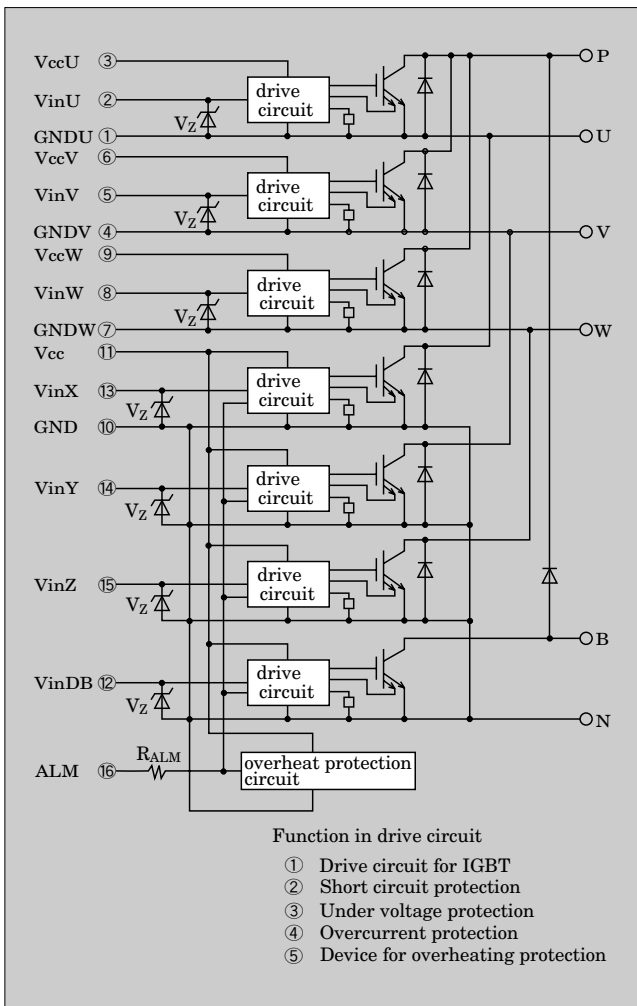 VccU ③
P
VinU ②
drive
circuit
VZ
GNDU ①
U
VccV ⑥
VinV ⑤
drive
circuit
VZ
GNDV ④
V
VccW ⑨
VinW ⑧
drive
circuit
VZ
GNDW ⑦
W
Vcc ⑪
VinX ⑬
drive
circuit
VZ
GND ⑩
VinY ⑭
drive
circuit
VZ
VinZ ⑮
drive
circuit
VZ
B
VinDB ⑫
drive
circuit
VZ
N
RALM
ALM ⑯
overheat protection
circuit
Function in drive circuit
① Drive circuit for IGBT
② Short circuit protection
③ Under voltage protection
④ Overcurrent protection
⑤ Device for overheating protection